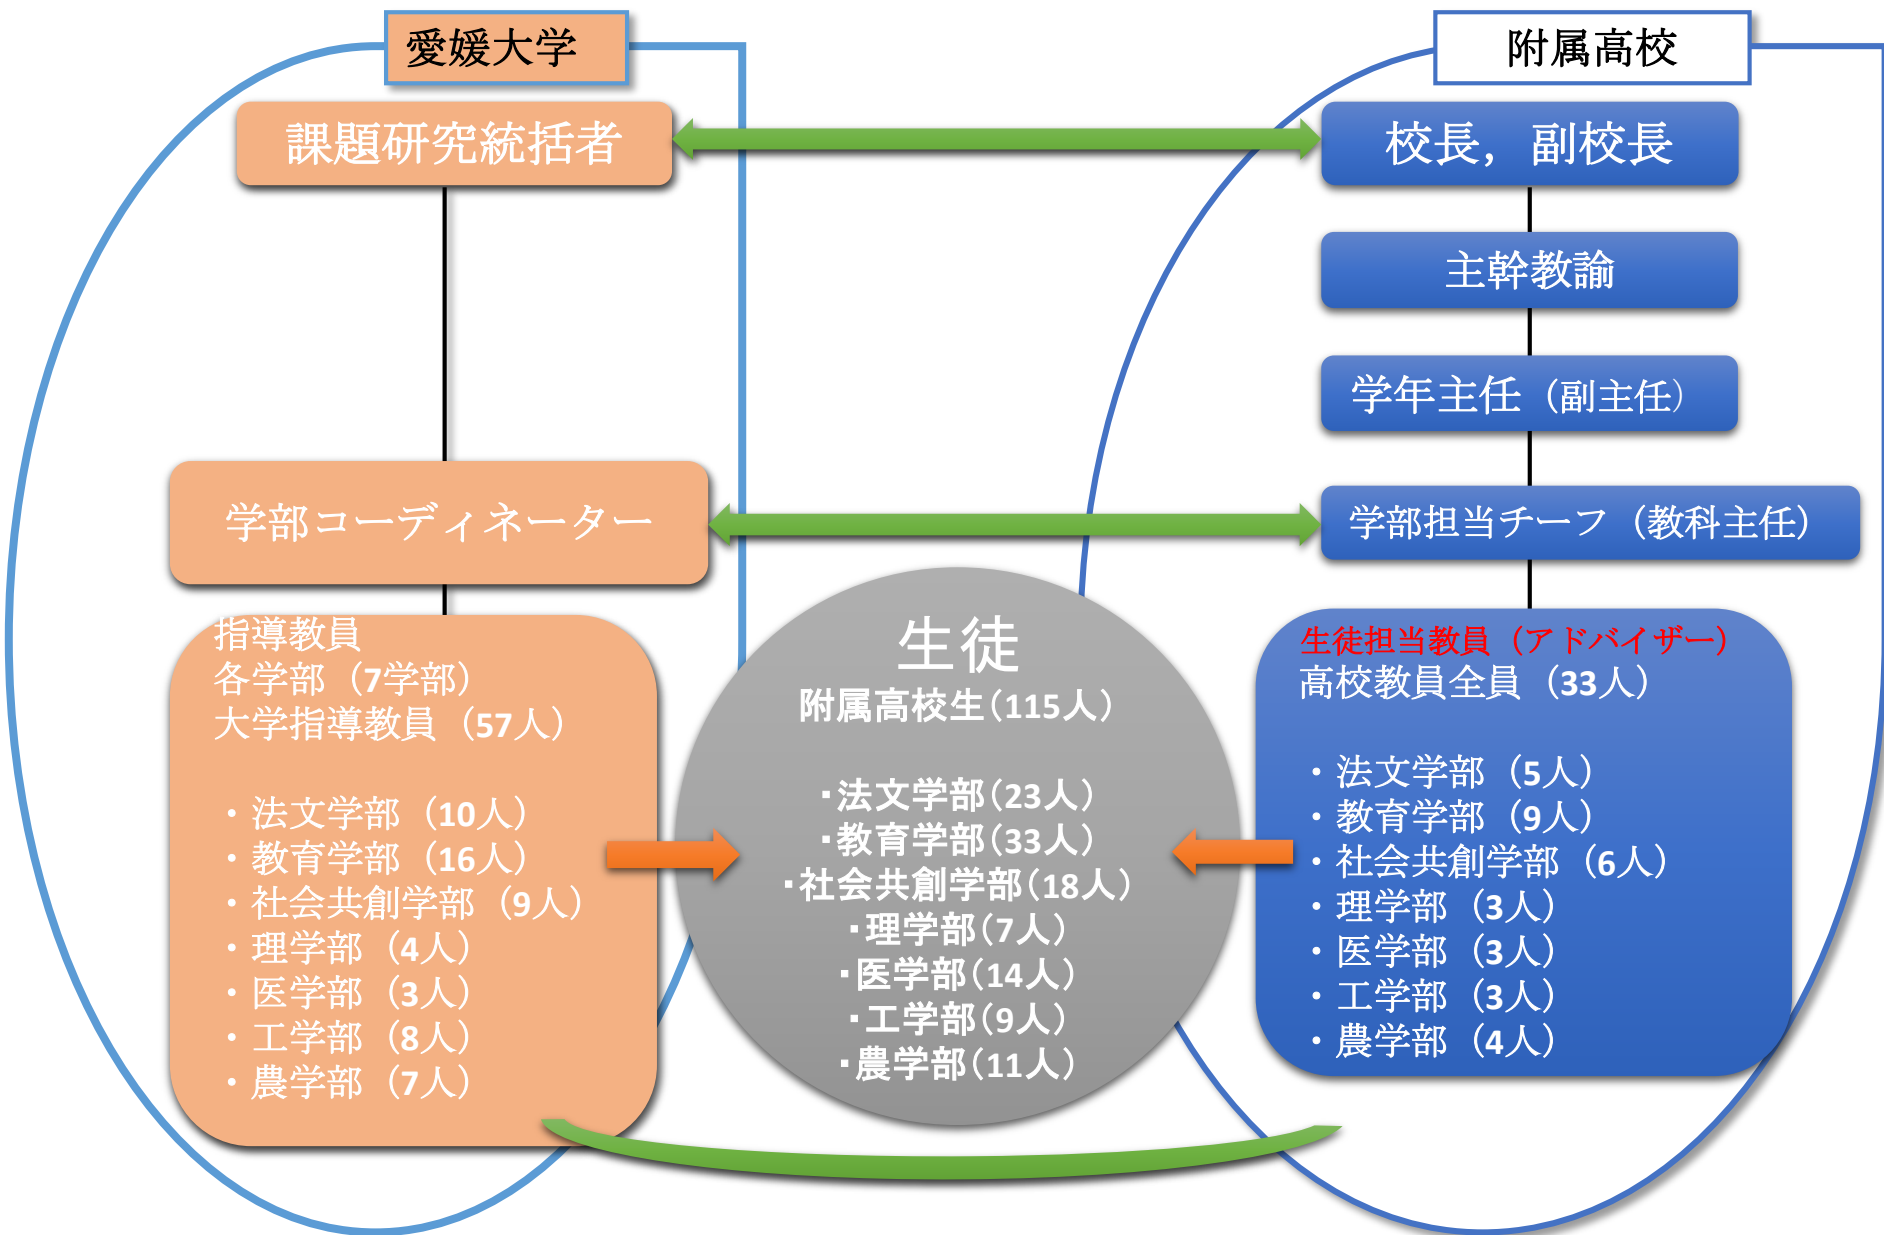 愛媛大学
課題研究統括者
学部コーディネーター
指導教員
各学部（7学部）
大学指導教員（57人）
・法文学部（10人）
・教育学部（16人）
・社会共創学部（9人）
・理学部（4人）
・医学部（3人）
・工学部（8人）
・農学部（7人）
生徒
附属高校生（115人）
・法文学部（23人）
・教育学部（33人）
・社会共創学部（18人）
・理学部（7人）
・医学部（14人）
・工学部（9人）
・農学部（11人）
附属高校
校長，副校長
主幹教諭
学年主任（副主任）
学部担当チーフ（教科主任）
生徒担当教員（アドバイザー）
高校教員全員（33人）
・法文学部（5人）
・教育学部（9人）
・社会共創学部（6人）
・理学部（3人）
・医学部（3人）
・工学部（3人）
・農学部（4人）